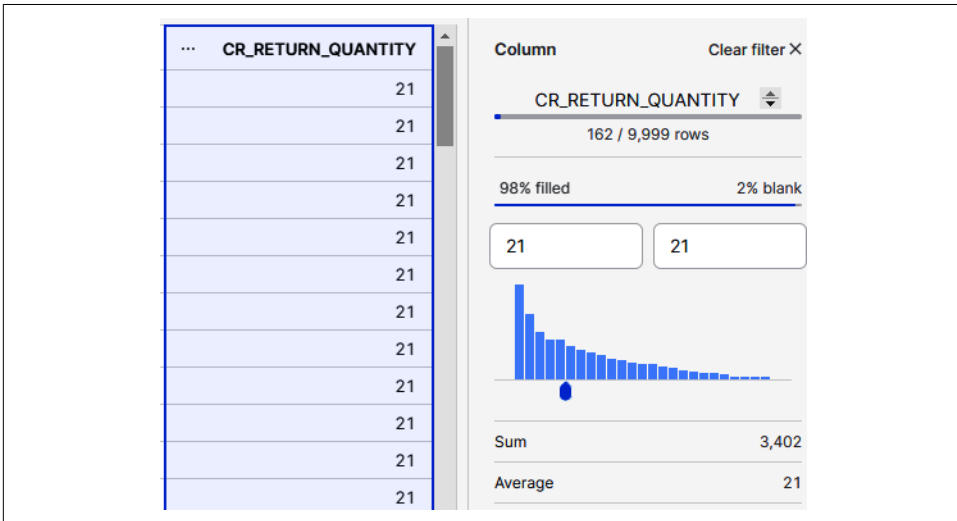 ... CR_RETURN_QUANTITY
21
21
21
21
21
21
21
21
21
21
21
21
Column Clear filter ×
CR_RETURN_QUANTITY
162 / 9,999 rows
98% filled 2% blank
21 21
Sum 3,402
Average 21